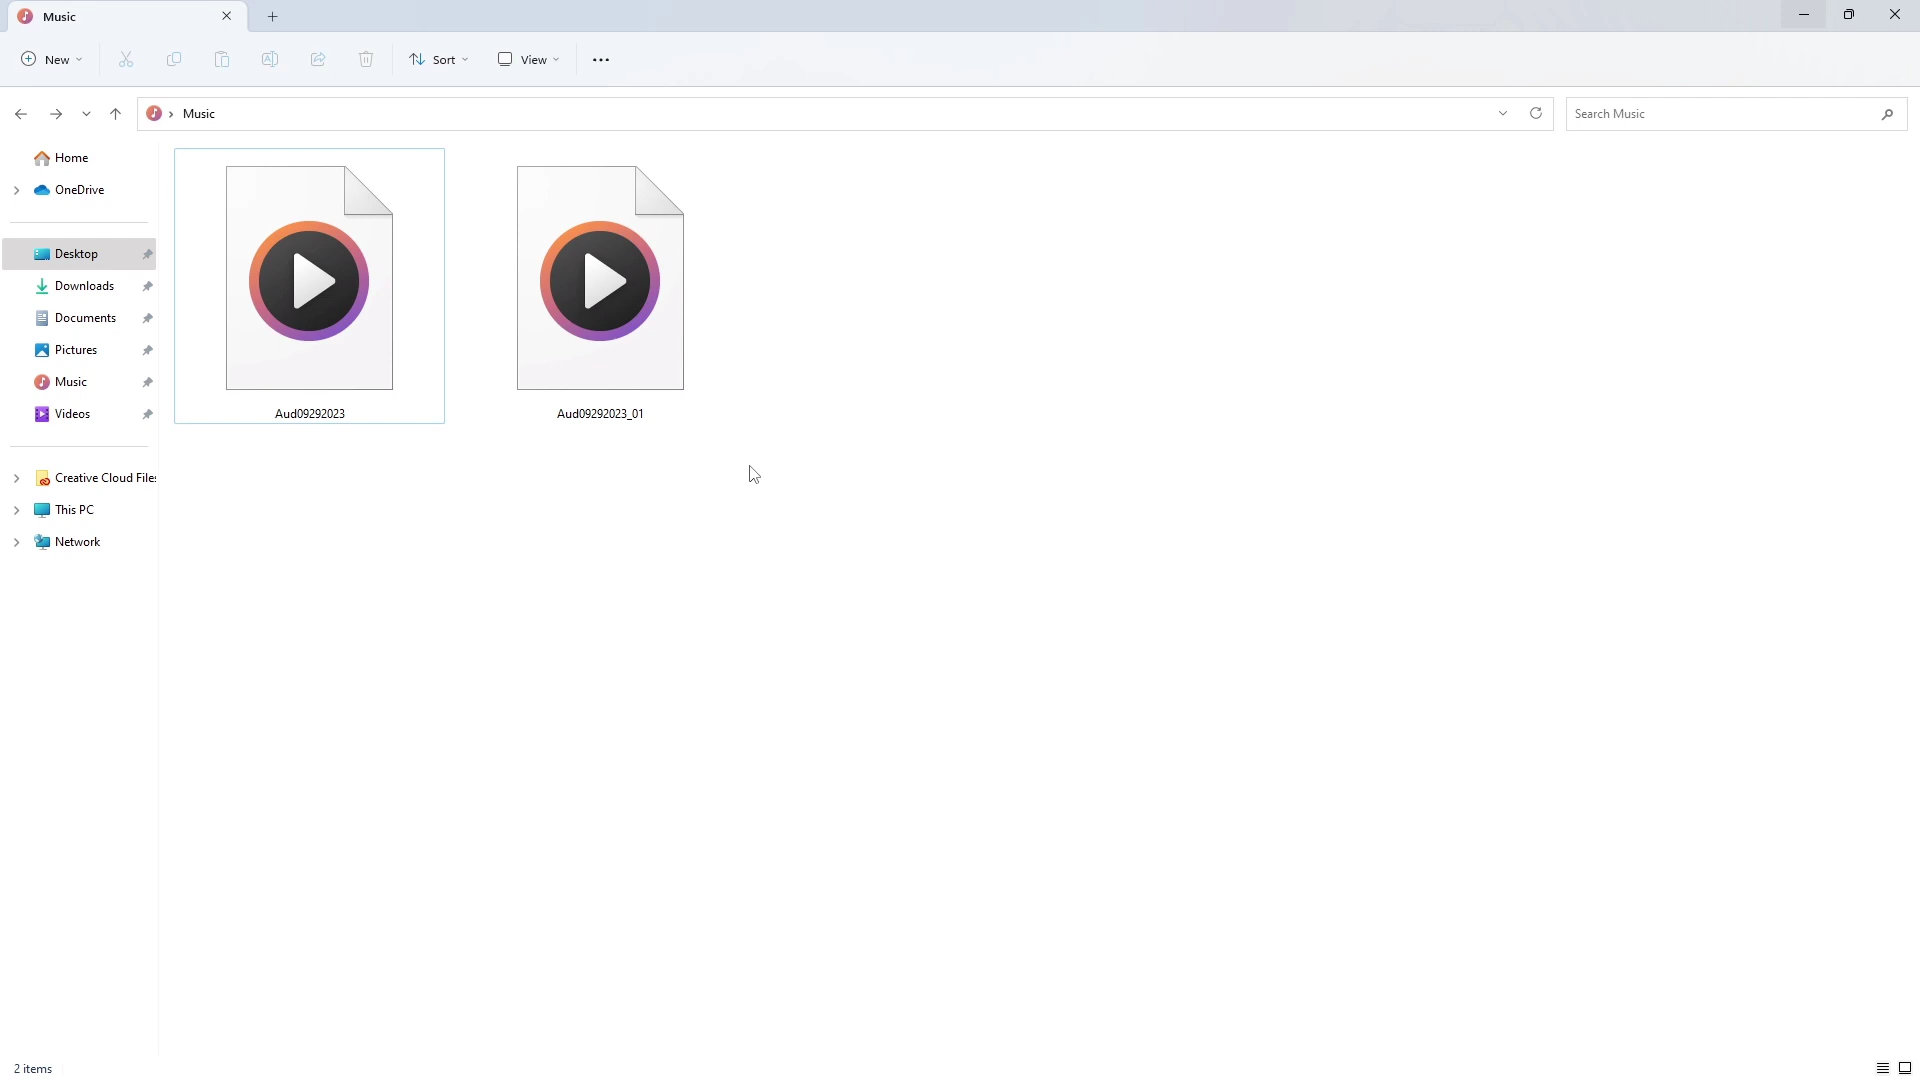 Music
New
Sort
View
Music
Search Music
Home
OneDrive
Desktop
Downloads
Documents
Pictures
Music
Videos
Creative Cloud Files
This PC
Network
Aud09292023
Aud09292023_01
2 items